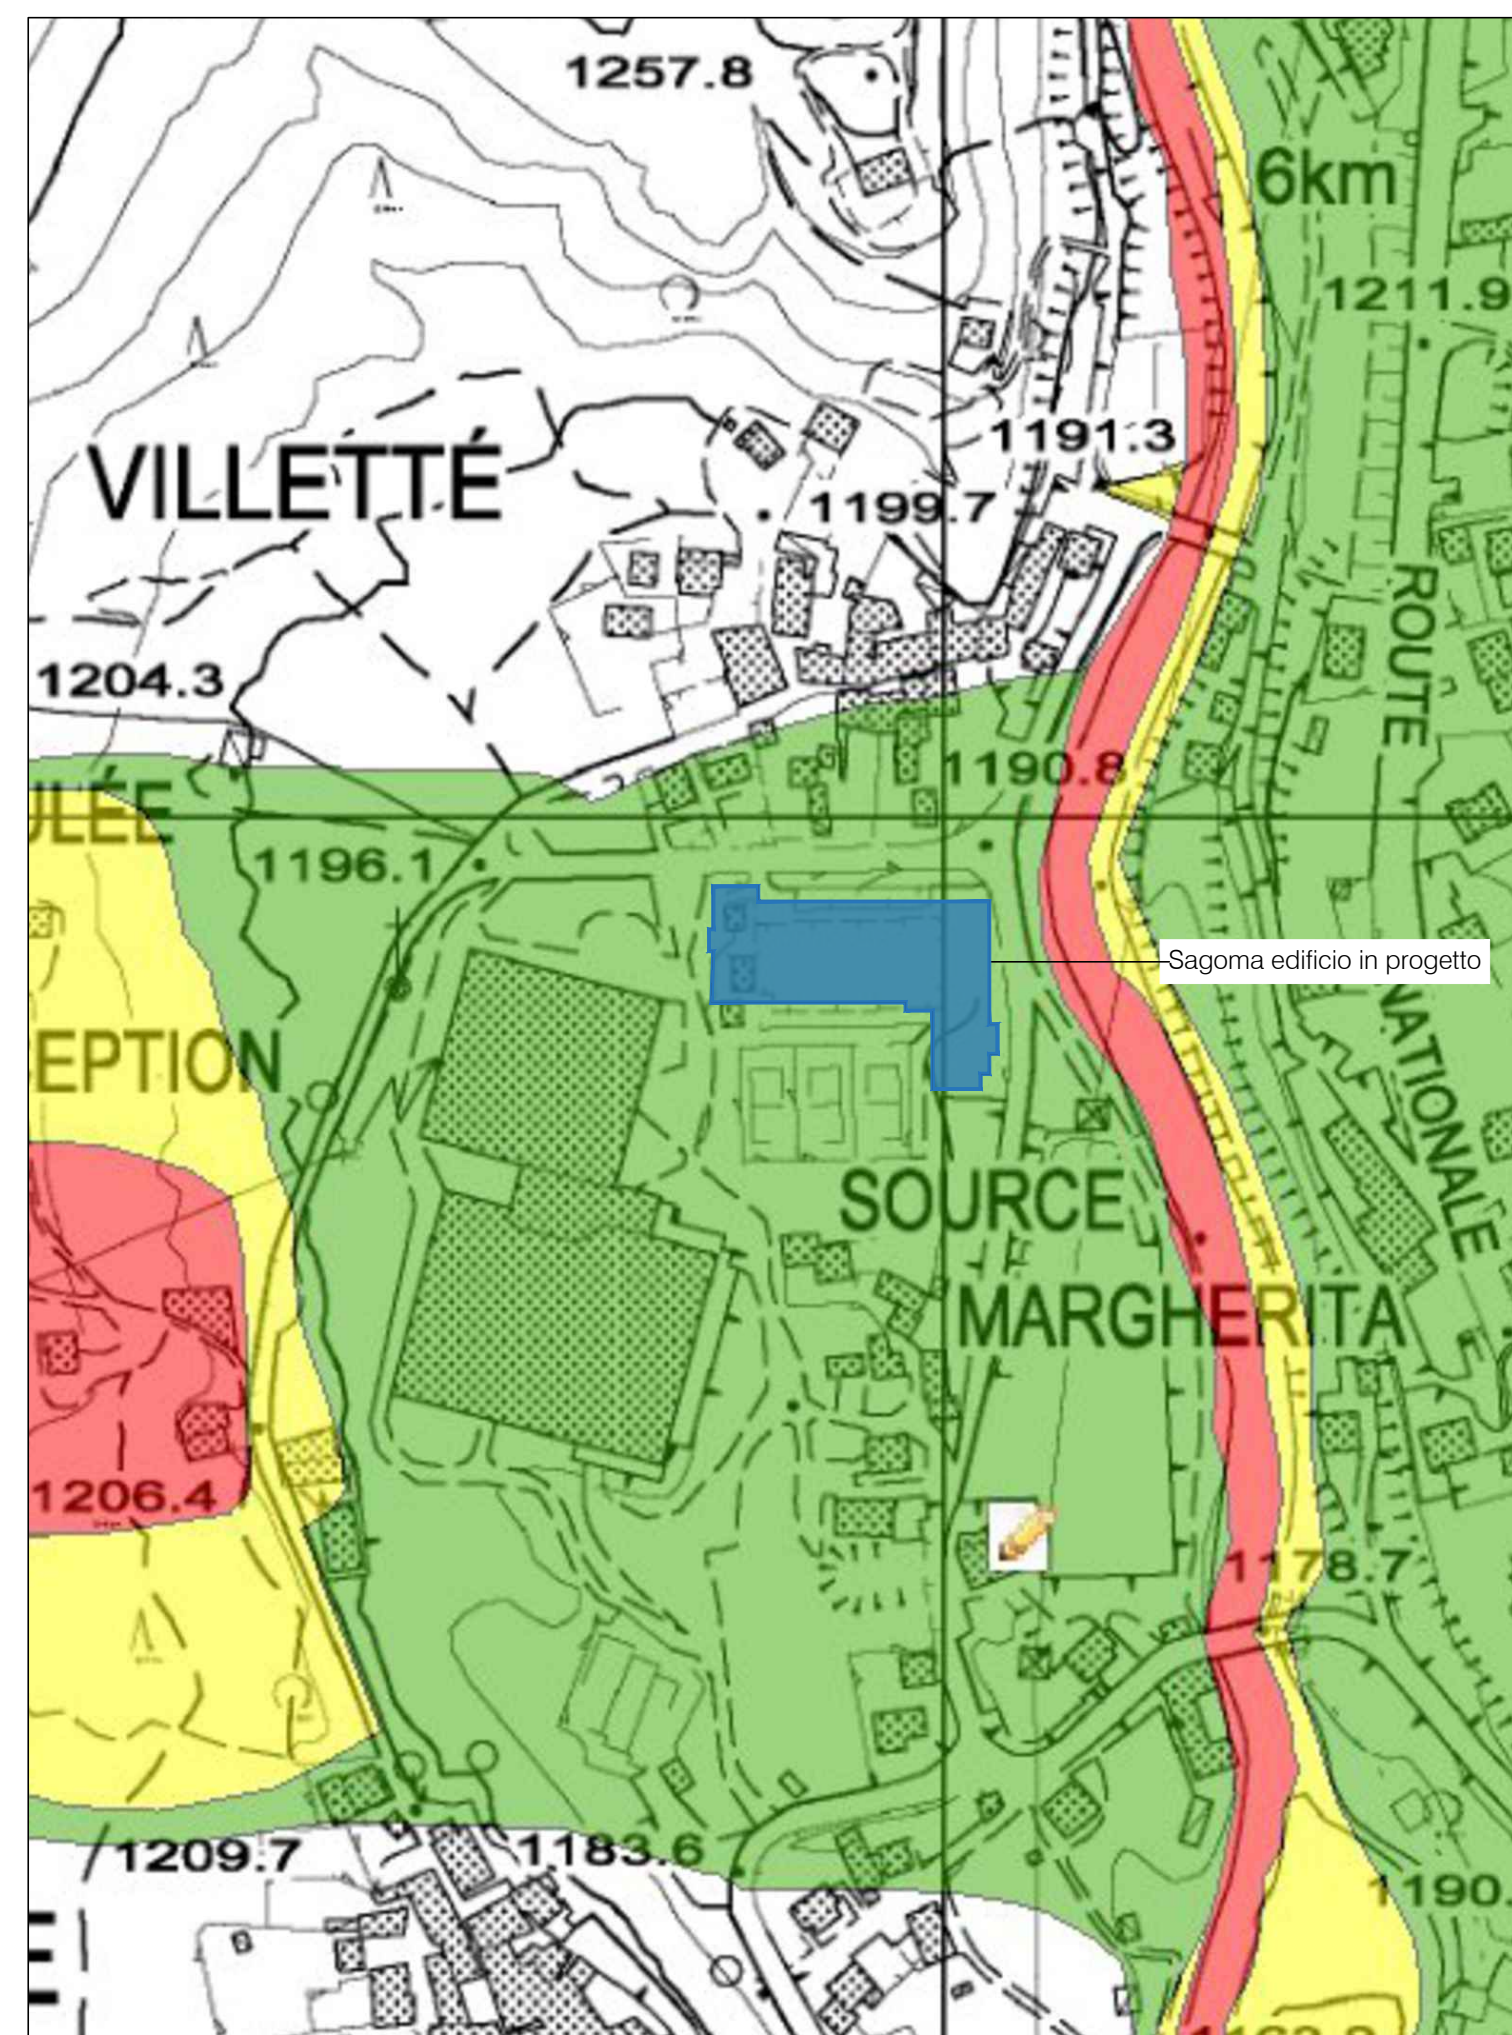 1257.8
6km
1211.9
VILLETTÉ
1191.3
1199.7
ROUTE
1204.3
1190.8
ULÉE
1196.1
Sagoma edificio in progetto
EPTION
NATIONALE
SOURCE
MARGHERITA
1206.4
1178.7
1209.7
1183.6
1190
E